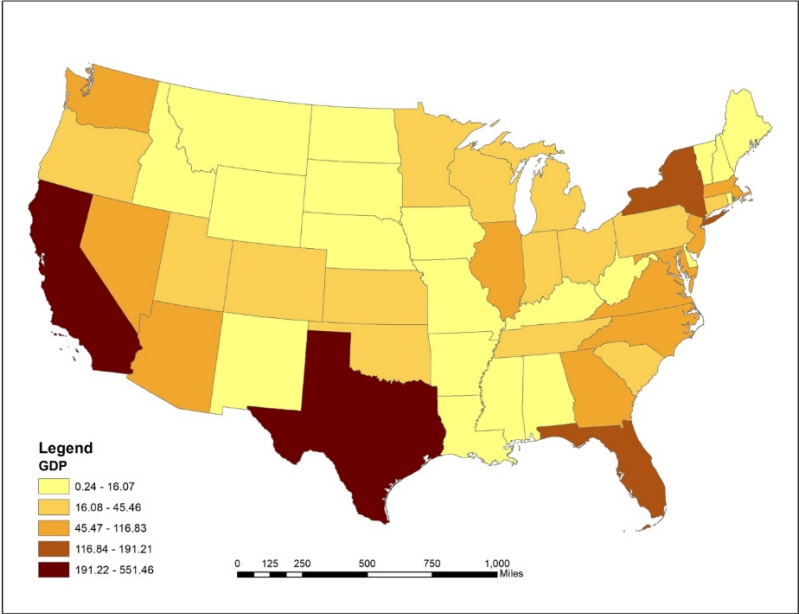 Legend
GDP
0.24 - 16.07
16.08 - 45.46
45.47 - 116.83
116.84 - 191.21
191.22 - 551.46
0 125 250 500 750 1,000
Miles